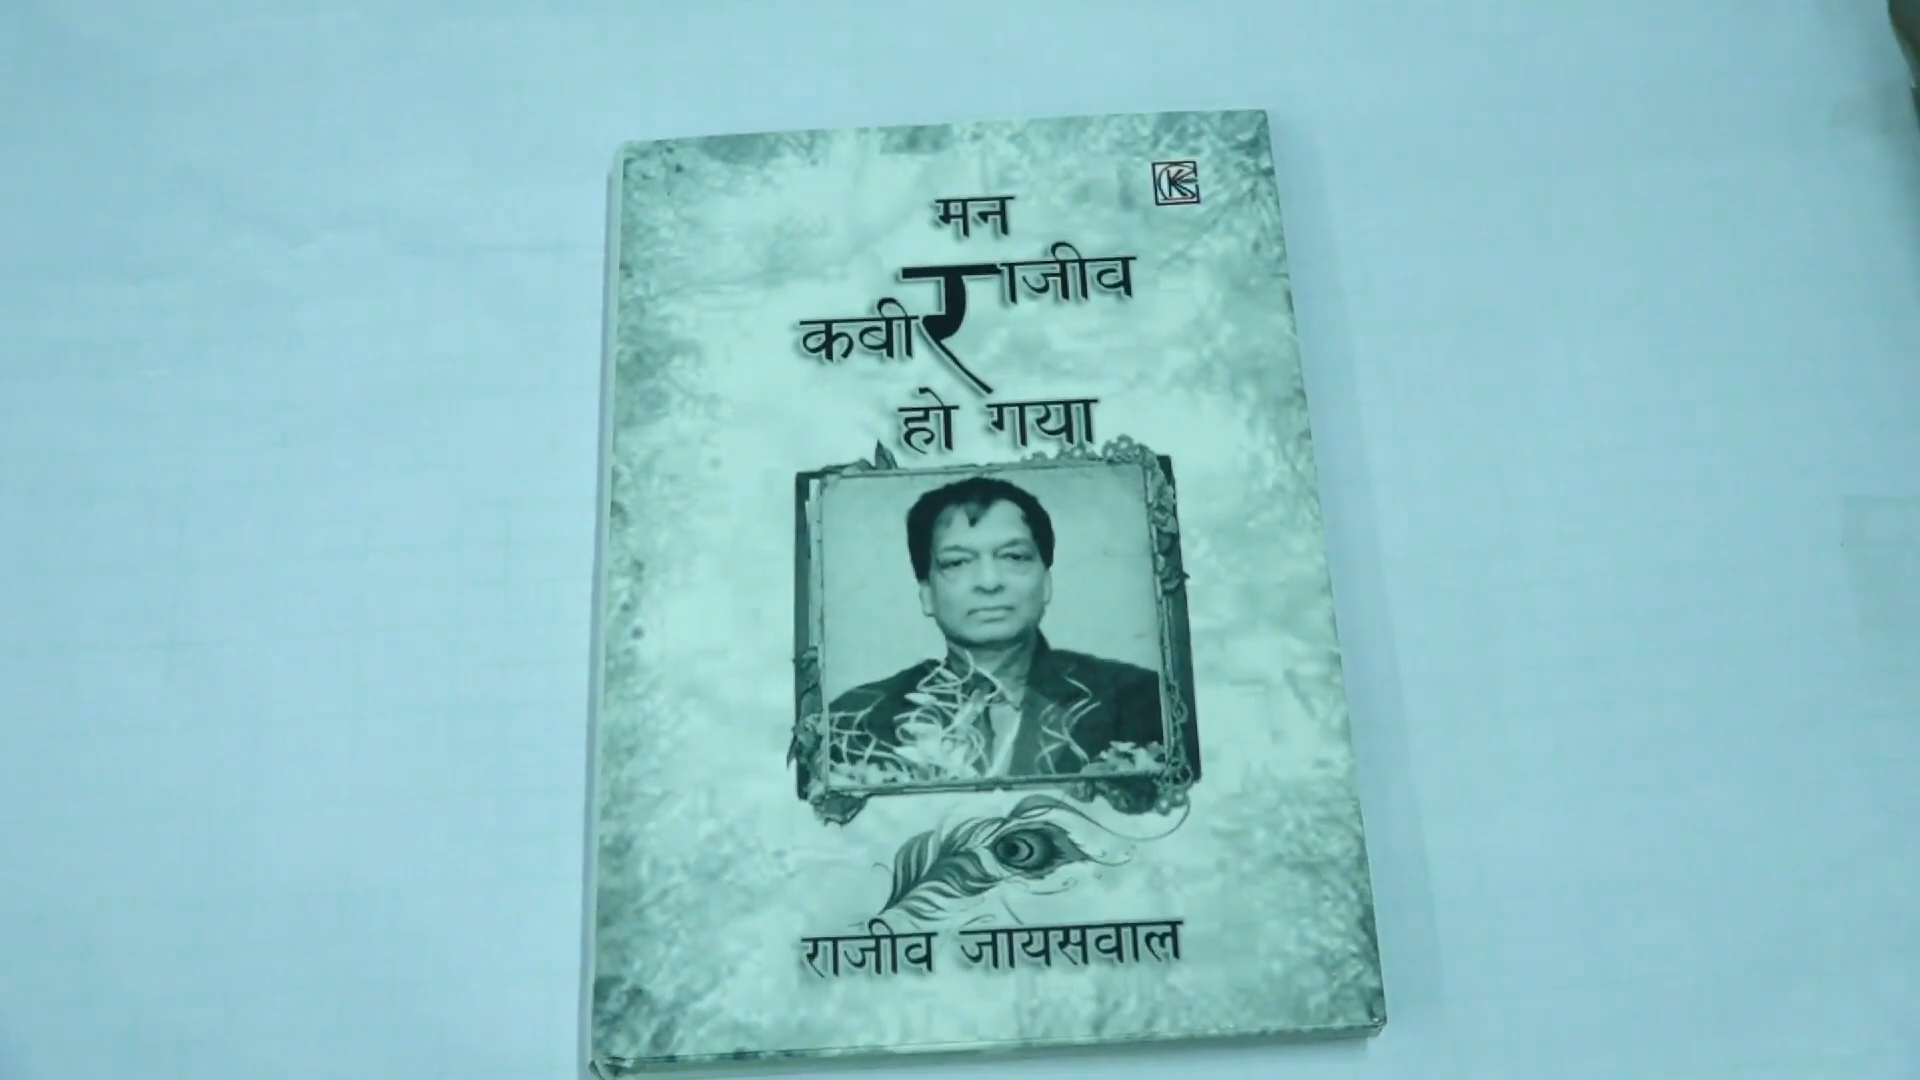 मन
राजीव
कबीर
हो गया
राजीव जायसवाल